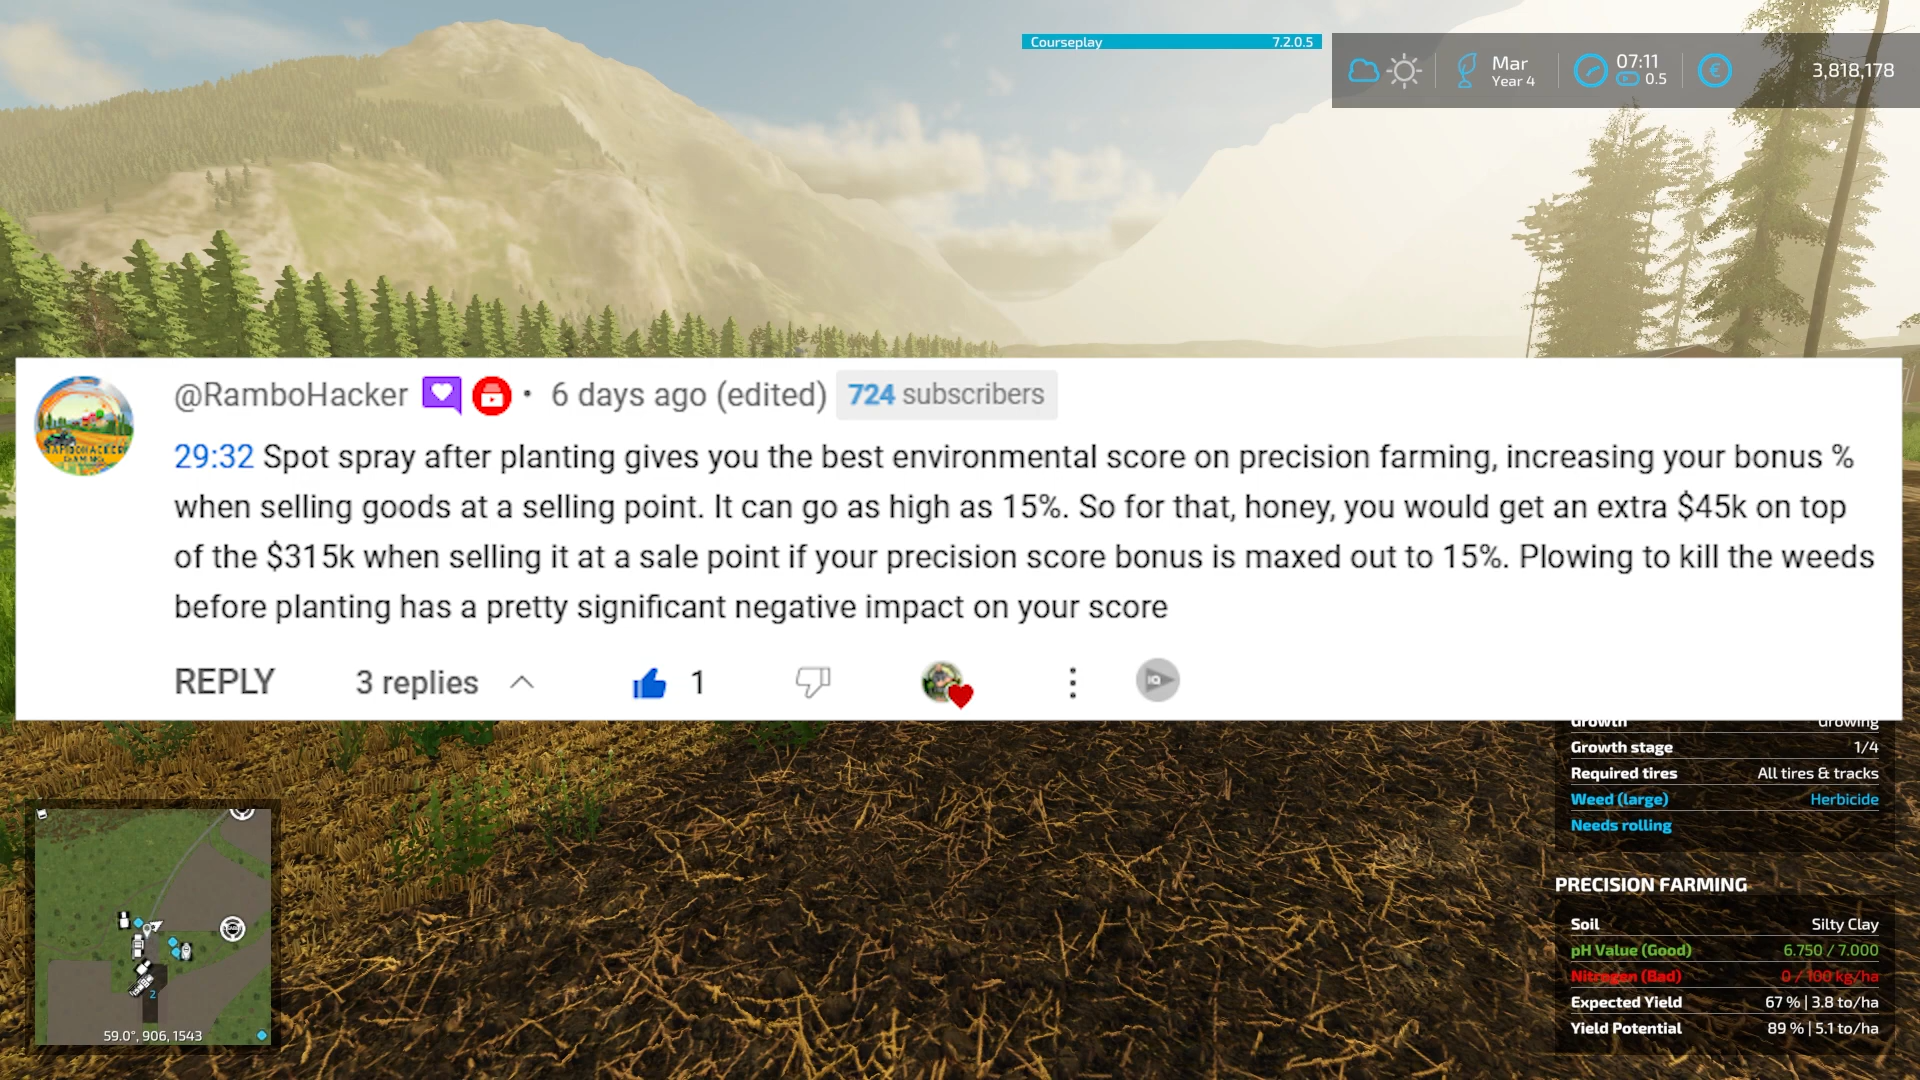 Courseplay 7.2.0.5
Mar
Year 4
07:11
0.5
3,818,178
@RamboHacker • 6 days ago (edited) 724 subscribers
29:32 Spot spray after planting gives you the best environmental score on precision farming, increasing your bonus %
when selling goods at a selling point. It can go as high as 15%. So for that, honey, you would get an extra $45k on top
of the $315k when selling it at a sale point if your precision score bonus is maxed out to 15%. Plowing to kill the weeds
before planting has a pretty significant negative impact on your score
REPLY 3 replies 1
Growth Growing
Growth stage 1/4
Required tires All tires & tracks
Weed (large) Herbicide
Needs rolling
PRECISION FARMING
Soil Silty Clay
pH Value (Good) 6.750 / 7.000
Nitrogen (Bad) 0 / 100 kg/ha
Expected Yield 67 % | 3.8 to/ha
Yield Potential 89 % | 5.1 to/ha
2
59.0°, 906, 1543